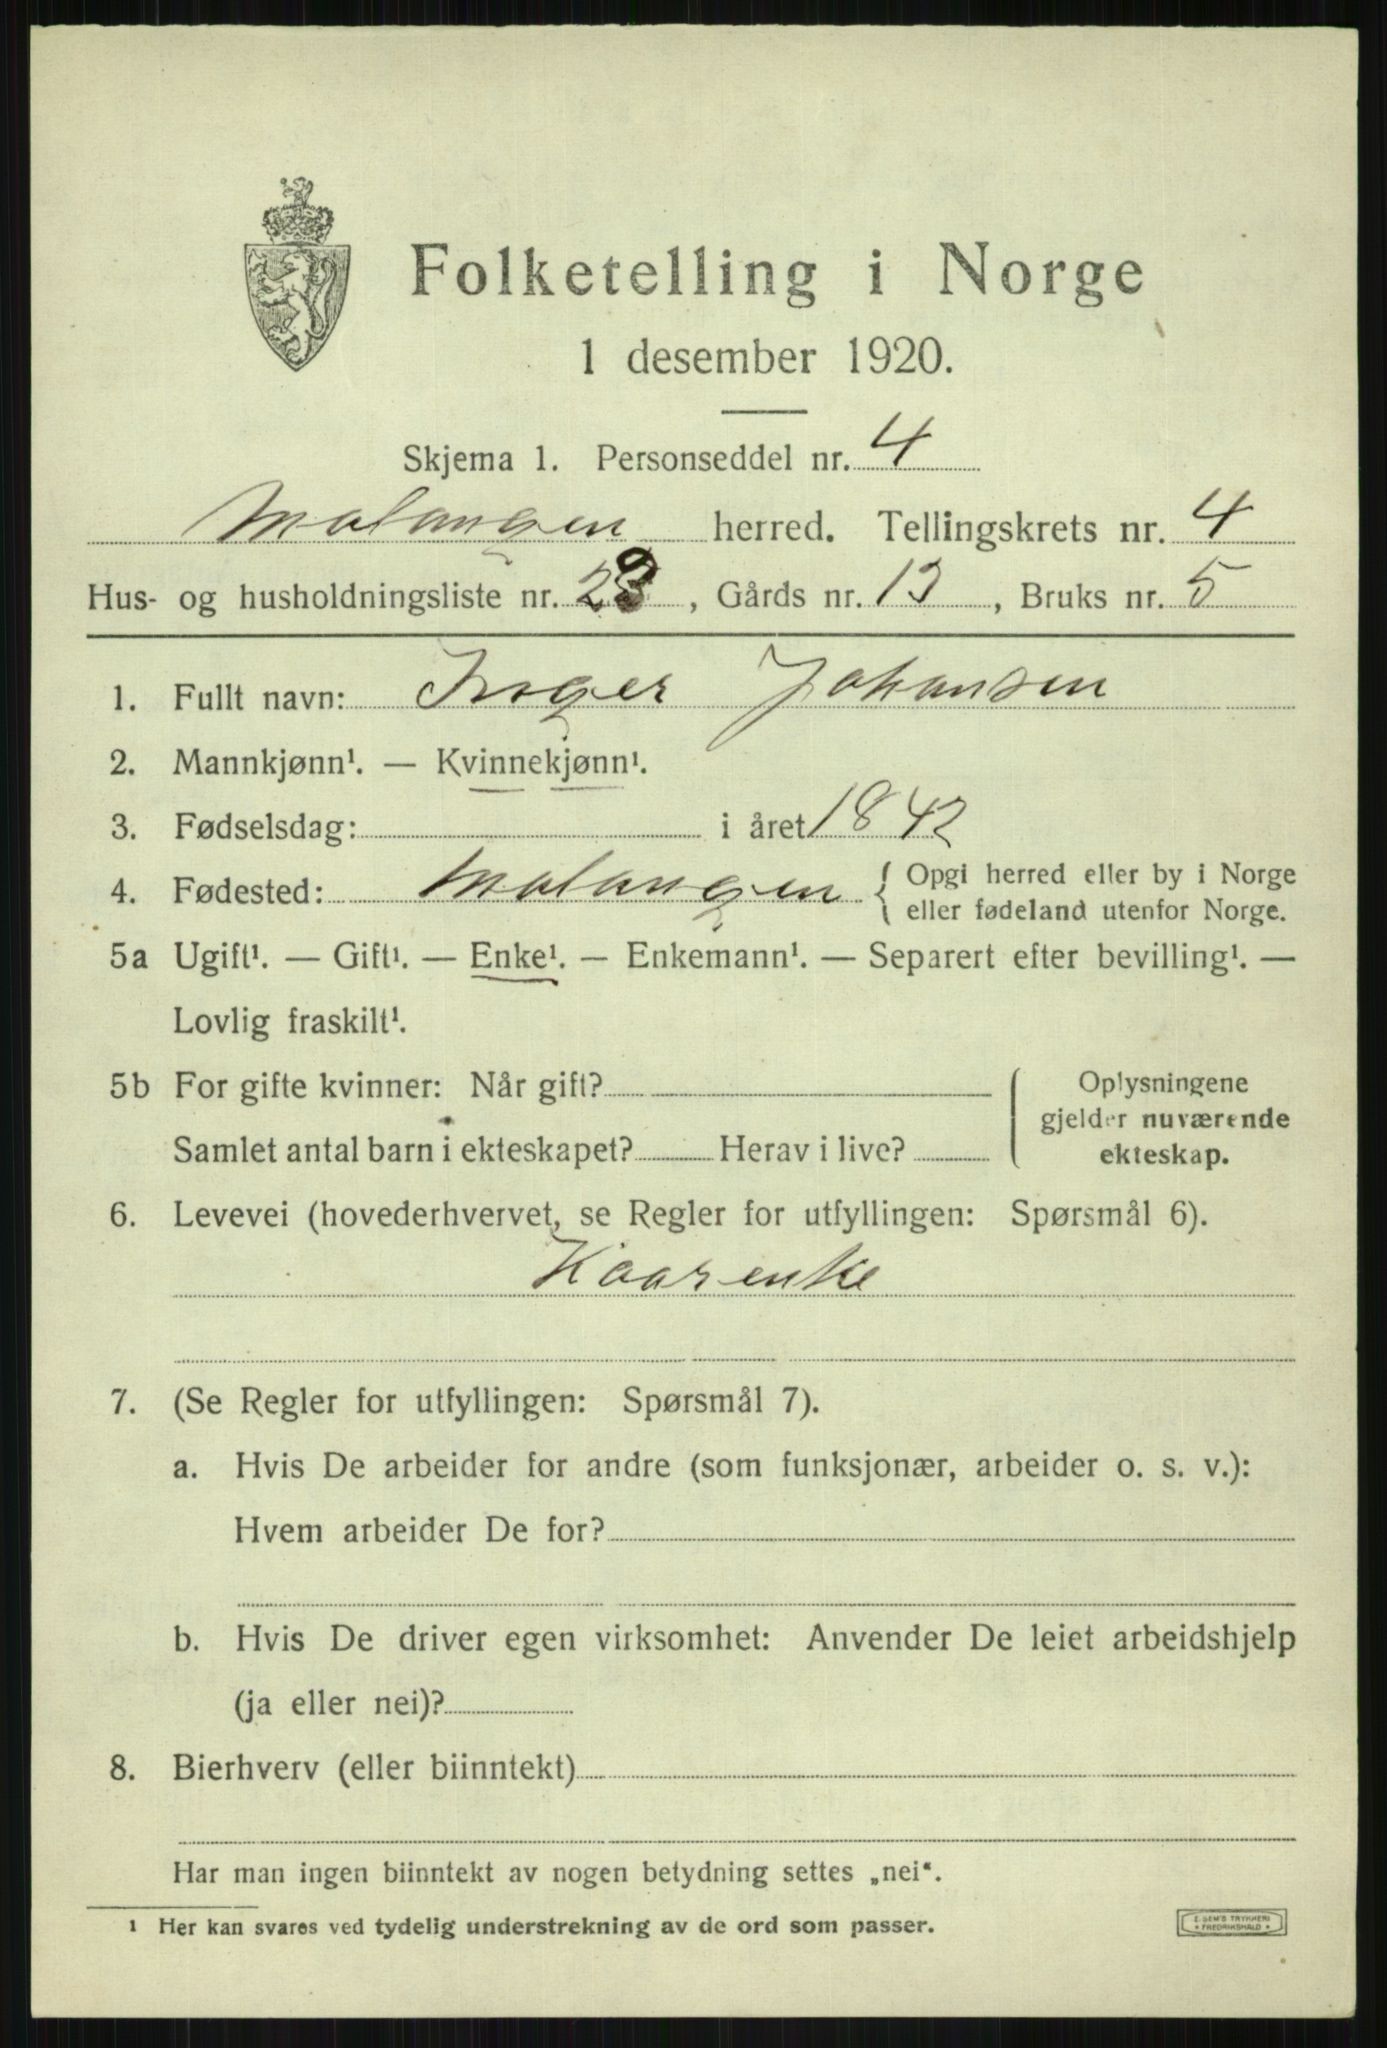 Folketelling i Norge
1 desember 1920.
Skjema 1. Personseddel nr. 4
Malangen herred. Tellingskrets nr. 4
Hus- og husholdningsliste nr. 23, Gårds nr. 13, Bruks nr. 5
1. Fullt navn: Inger Johansen
2. Mannkjønn¹. — Kvinnekjønn¹.
3. Fødselsdag: i året 1842
4. Fødested: Malangen { Opgi herred eller by i Norge
eller fødeland utenfor Norge.
5a Ugift¹. — Gift¹. — Enke¹. — Enkemann¹. — Separert efter bevilling¹. —
Lovlig fraskilt¹.
5b For gifte kvinner: Når gift?
Samlet antal barn i ekteskapet? Herav i live?
Oplysningene
gjelder nuværende
ekteskap.
6. Levevei (hovederhvervet, se Regler for utfyllingen: Spørsmål 6).
Kaarenke
7. (Se Regler for utfyllingen: Spørsmål 7).
a. Hvis De arbeider for andre (som funksjonær, arbeider o. s. v.):
Hvem arbeider De for?
b. Hvis De driver egen virksomhet: Anvender De leiet arbeidshjelp
(ja eller nei)?
8. Bierhverv (eller biinntekt)
Har man ingen biinntekt av nogen betydning settes „nei“.
¹ Her kan svares ved tydelig understrekning av de ord som passer.
E. SEM'S TRYKKERI
* FREDRIKSHALD *